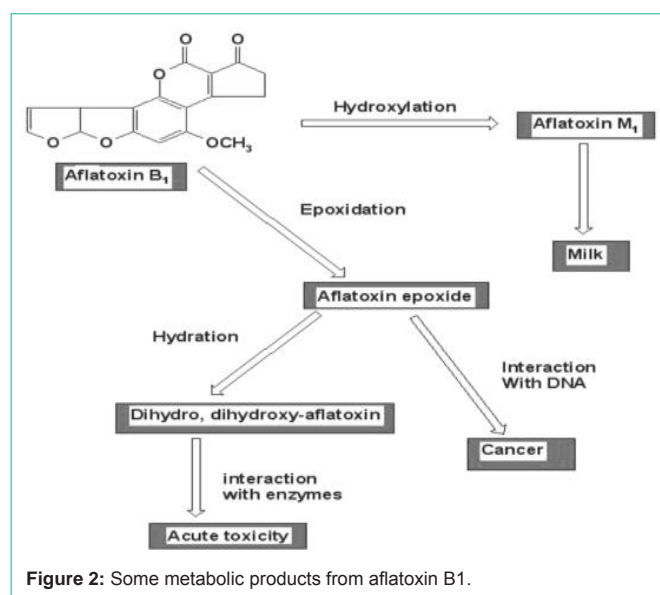 O O
O
O O OCH₃
Aflatoxin B₁
Hydroxylation
Aflatoxin M₁
Epoxidation
Milk
Aflatoxin epoxide
Hydration
Interaction
With DNA
Dihydro, dihydroxy-aflatoxin
Cancer
interaction
with enzymes
Acute toxicity
Figure 2: Some metabolic products from aflatoxin B1.